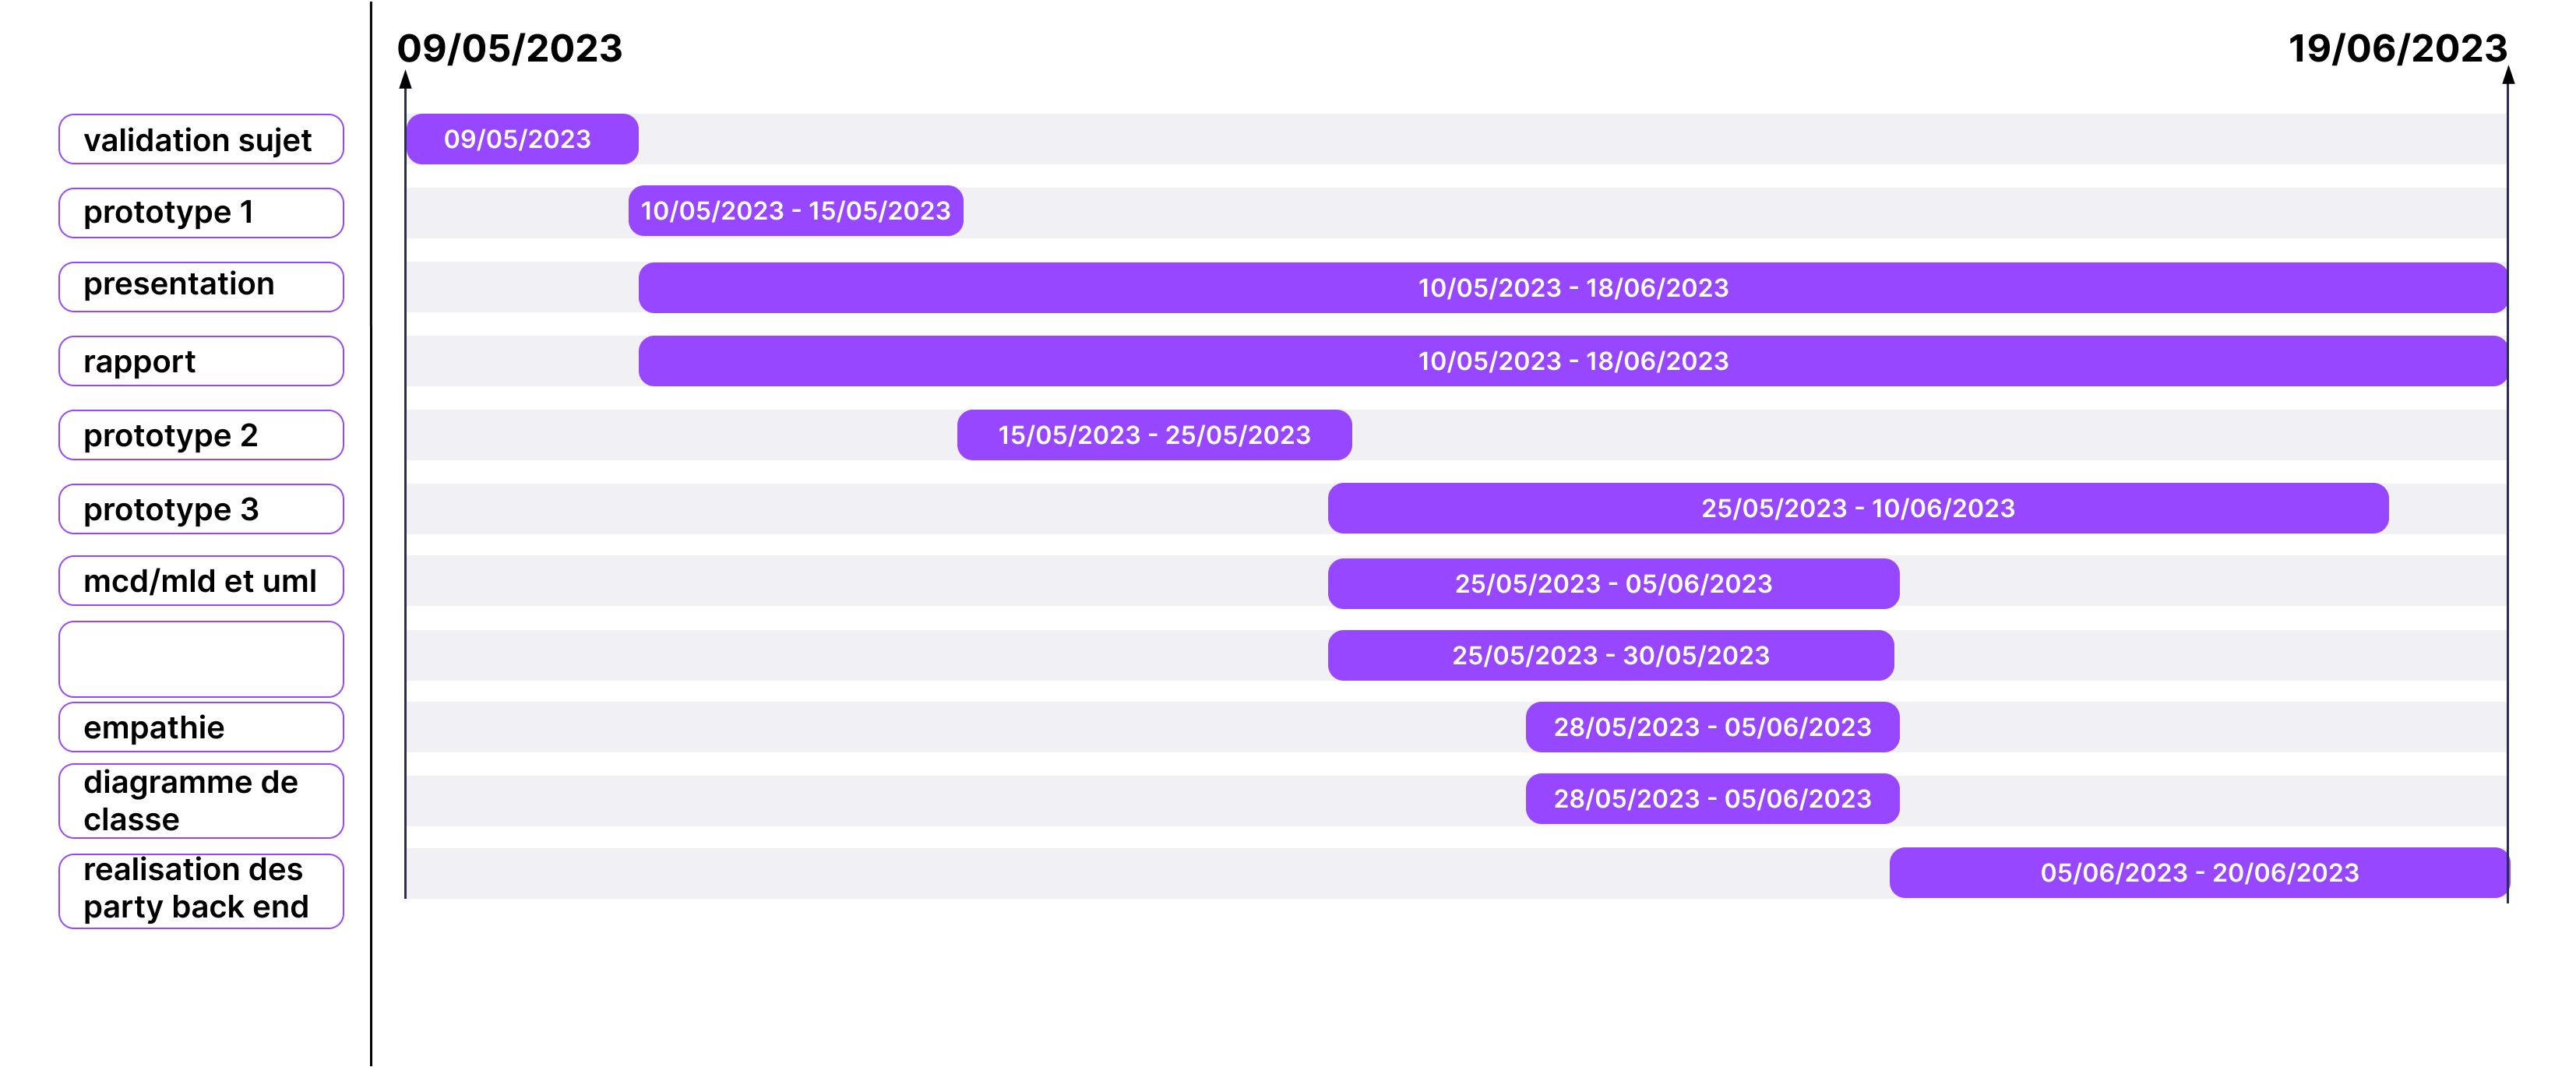 09/05/2023
19/06/2023
validation sujet
09/05/2023
prototype 1
10/05/2023 - 15/05/2023
presentation
10/05/2023 - 18/06/2023
rapport
10/05/2023 - 18/06/2023
prototype 2
15/05/2023 - 25/05/2023
prototype 3
25/05/2023 - 10/06/2023
mcd/mld et uml
25/05/2023 - 05/06/2023
25/05/2023 - 30/05/2023
empathie
28/05/2023 - 05/06/2023
diagramme de
classe
28/05/2023 - 05/06/2023
realisation des
party back end
05/06/2023 - 20/06/2023